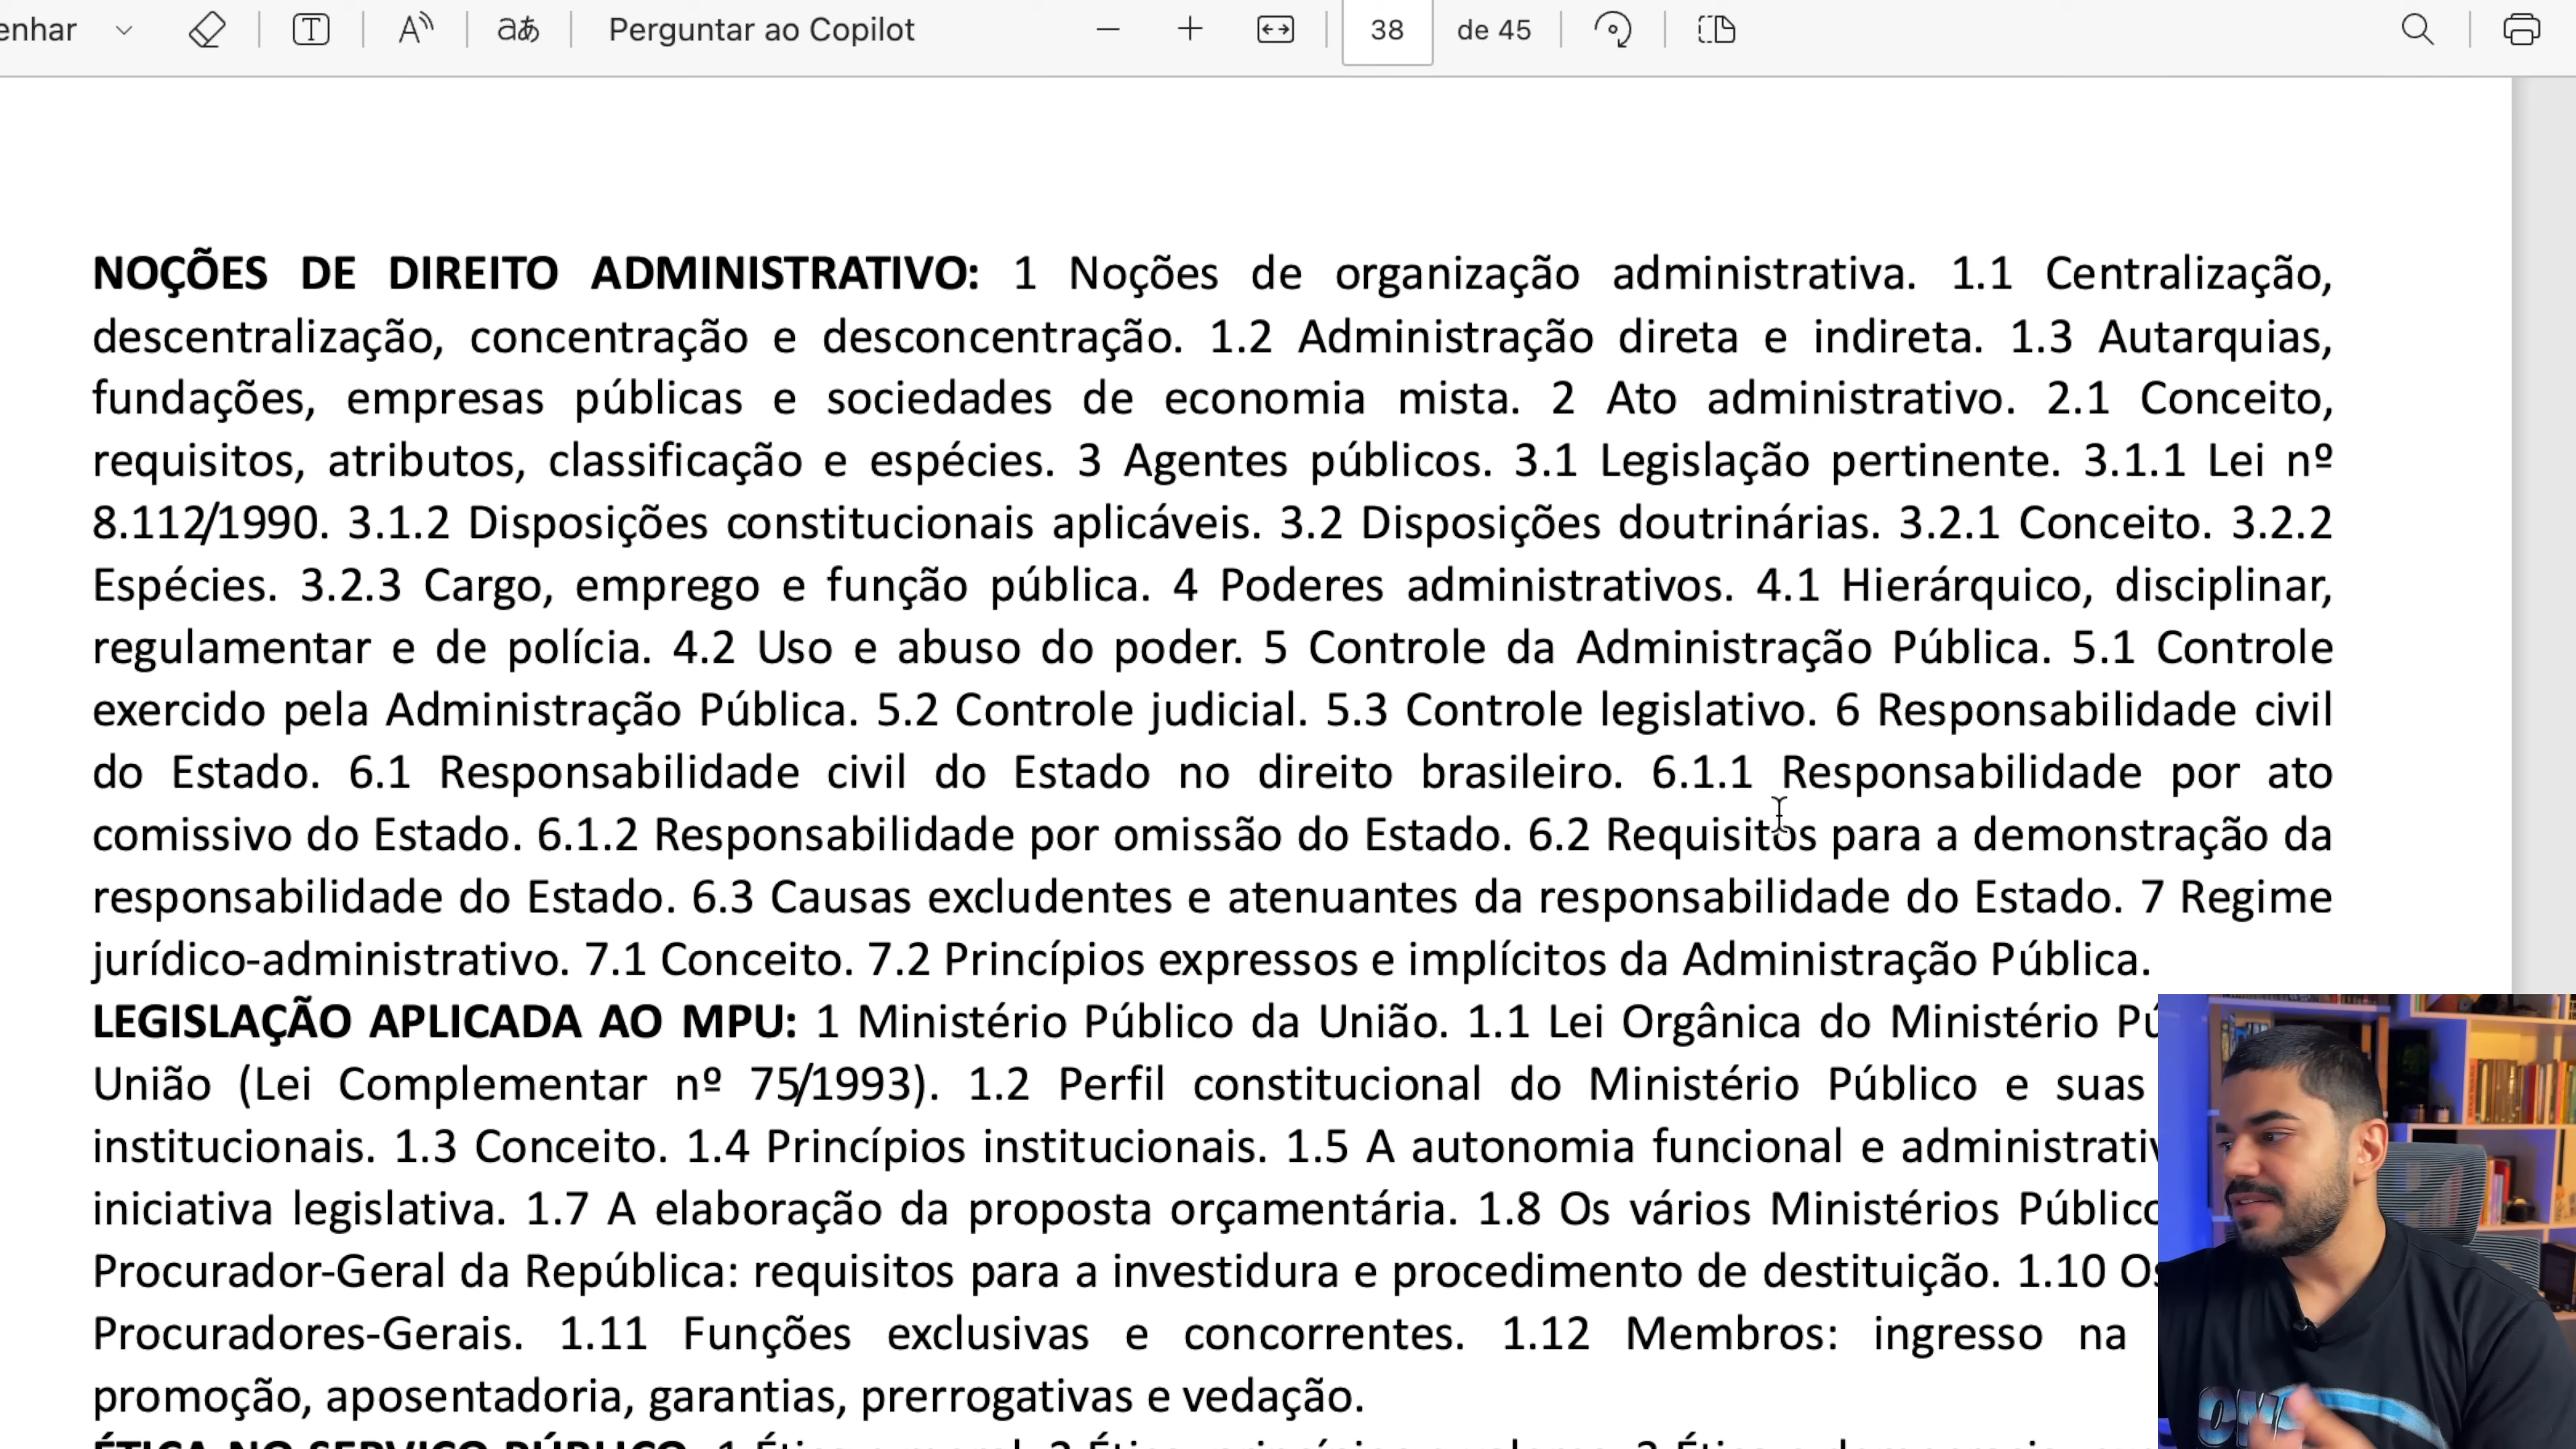 enhar
Perguntar ao Copilot
38 de 45
NOÇÕES DE DIREITO ADMINISTRATIVO: 1 Noções de organização administrativa. 1.1 Centralização,
descentralização, concentração e desconcentração. 1.2 Administração direta e indireta. 1.3 Autarquias,
fundações, empresas públicas e sociedades de economia mista. 2 Ato administrativo. 2.1 Conceito,
requisitos, atributos, classificação e espécies. 3 Agentes públicos. 3.1 Legislação pertinente. 3.1.1 Lei nº
8.112/1990. 3.1.2 Disposições constitucionais aplicáveis. 3.2 Disposições doutrinárias. 3.2.1 Conceito. 3.2.2
Espécies. 3.2.3 Cargo, emprego e função pública. 4 Poderes administrativos. 4.1 Hierárquico, disciplinar,
regulamentar e de polícia. 4.2 Uso e abuso do poder. 5 Controle da Administração Pública. 5.1 Controle
exercido pela Administração Pública. 5.2 Controle judicial. 5.3 Controle legislativo. 6 Responsabilidade civil
do Estado. 6.1 Responsabilidade civil do Estado no direito brasileiro. 6.1.1 Responsabilidade por ato
comissivo do Estado. 6.1.2 Responsabilidade por omissão do Estado. 6.2 Requisitos para a demonstração da
responsabilidade do Estado. 6.3 Causas excludentes e atenuantes da responsabilidade do Estado. 7 Regime
jurídico-administrativo. 7.1 Conceito. 7.2 Princípios expressos e implícitos da Administração Pública.
LEGISLAÇÃO APLICADA AO MPU: 1 Ministério Público da União. 1.1 Lei Orgânica do Ministério Pú
União (Lei Complementar nº 75/1993). 1.2 Perfil constitucional do Ministério Público e suas
institucionais. 1.3 Conceito. 1.4 Princípios institucionais. 1.5 A autonomia funcional e administrativ
iniciativa legislativa. 1.7 A elaboração da proposta orçamentária. 1.8 Os vários Ministérios Público
Procurador-Geral da República: requisitos para a investidura e procedimento de destituição. 1.10 Os
Procuradores-Gerais. 1.11 Funções exclusivas e concorrentes. 1.12 Membros: ingresso na
promoção, aposentadoria, garantias, prerrogativas e vedação.
ÉTICA NO SERVIÇO PÚBLICO